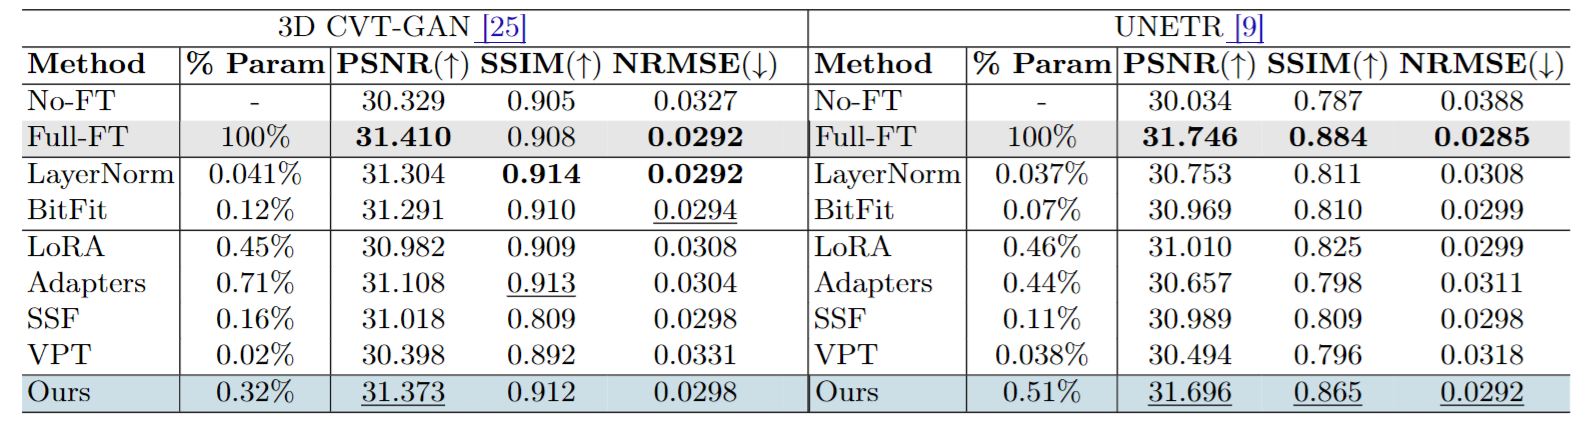 3D CVT-GAN [25] UNETR [9]
Method % Param PSNR(↑) SSIM(↑) NRMSE(↓) Method % Param PSNR(↑) SSIM(↑) NRMSE(↓)
No-FT - 30.329 0.905 0.0327 No-FT - 30.034 0.787 0.0388
Full-FT 100% 31.410 0.908 0.0292 Full-FT 100% 31.746 0.884 0.0285
LayerNorm 0.041% 31.304 0.914 0.0292 LayerNorm 0.037% 30.753 0.811 0.0308
BitFit 0.12% 31.291 0.910 0.0294 BitFit 0.07% 30.969 0.810 0.0299
LoRA 0.45% 30.982 0.909 0.0308 LoRA 0.46% 31.010 0.825 0.0299
Adapters 0.71% 31.108 0.913 0.0304 Adapters 0.44% 30.657 0.798 0.0311
SSF 0.16% 31.018 0.809 0.0298 SSF 0.11% 30.989 0.809 0.0298
VPT 0.02% 30.398 0.892 0.0331 VPT 0.038% 30.494 0.796 0.0318
Ours 0.32% 31.373 0.912 0.0298 Ours 0.51% 31.696 0.865 0.0292